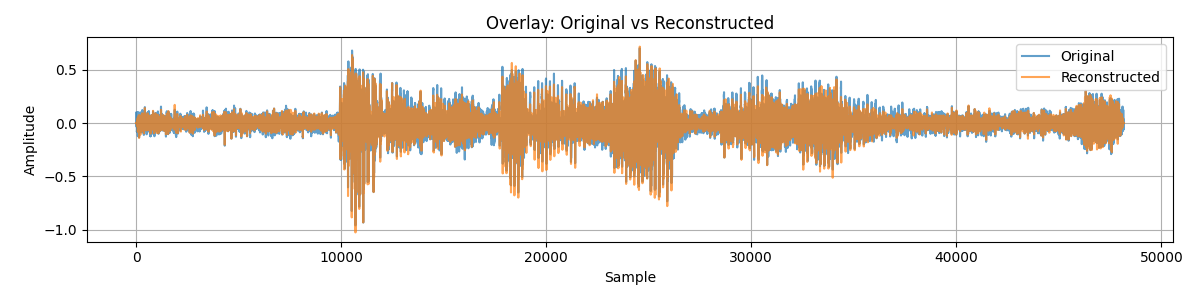 Overlay: Original vs Reconstructed
Original
Reconstructed
Amplitude
0.5
0.0
−0.5
−1.0
0
10000
20000
30000
40000
50000
Sample